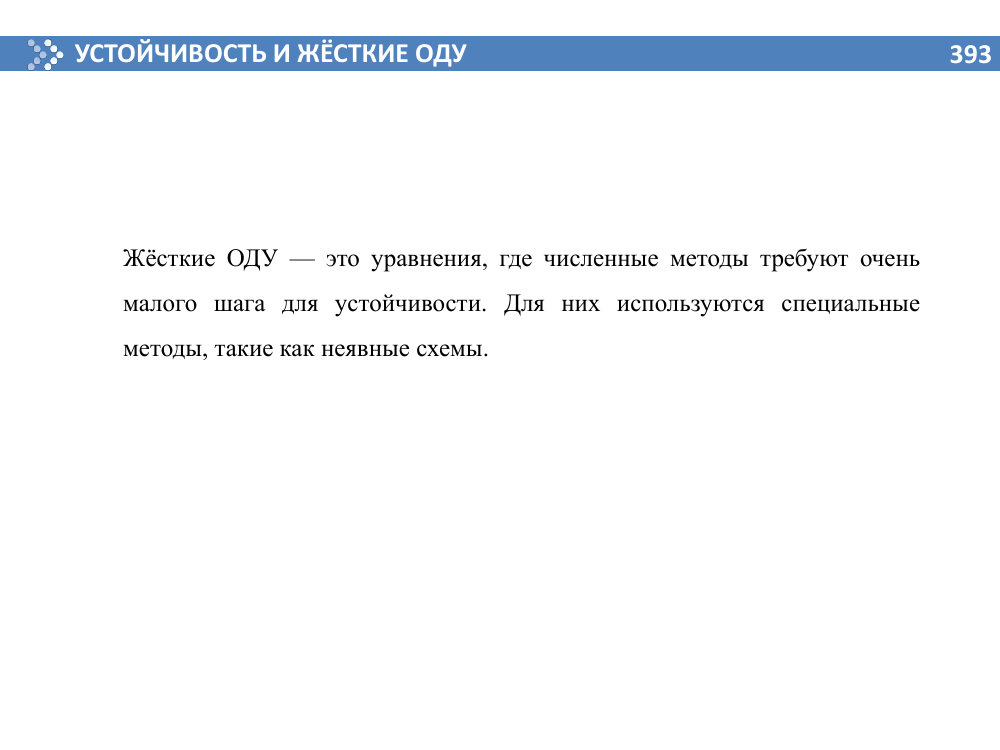 УСТОЙЧИВОСТЬ И ЖЁСТКИЕ ОДУ 393
Жёсткие ОДУ — это уравнения, где численные методы требуют очень
малого шага для устойчивости. Для них используются специальные
методы, такие как неявные схемы.